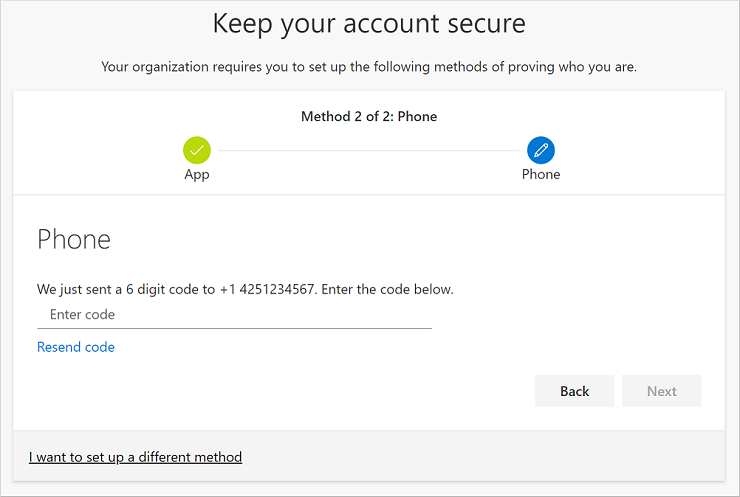 Keep your account secure
Your organization requires you to set up the following methods of proving who you are.
Method 2 of 2: Phone
App
Phone
Phone
We just sent a 6 digit code to +1 4251234567. Enter the code below.
Enter code
Resend code
Back
Next
I want to set up a different method